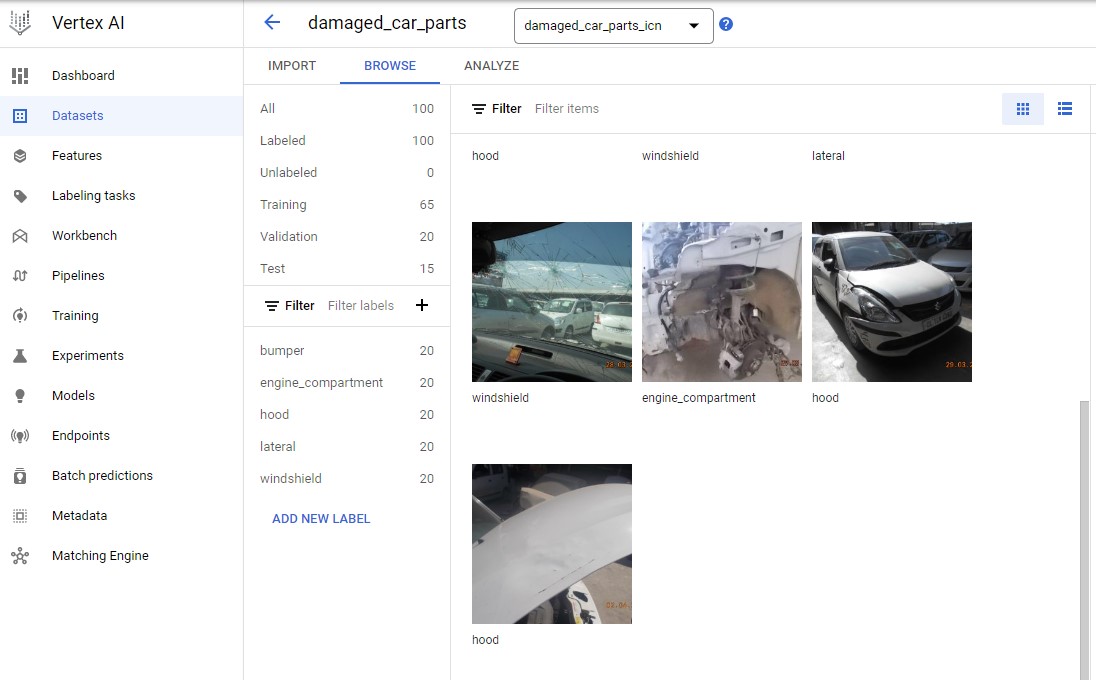 Vertex AI
damaged_car_parts
damaged_car_parts_icn
Dashboard
Datasets
Features
Labeling tasks
Workbench
Pipelines
Training
Experiments
Models
Endpoints
Batch predictions
Metadata
Matching Engine
IMPORT BROWSE ANALYZE
All 100
Labeled 100
Unlabeled 0
Training 65
Validation 20
Test 15
Filter Filter labels
bumper 20
engine_compartment 20
hood 20
lateral 20
windshield 20
ADD NEW LABEL
Filter Filter items
hood windshield lateral
29.03.
windshield engine_compartment hood
hood